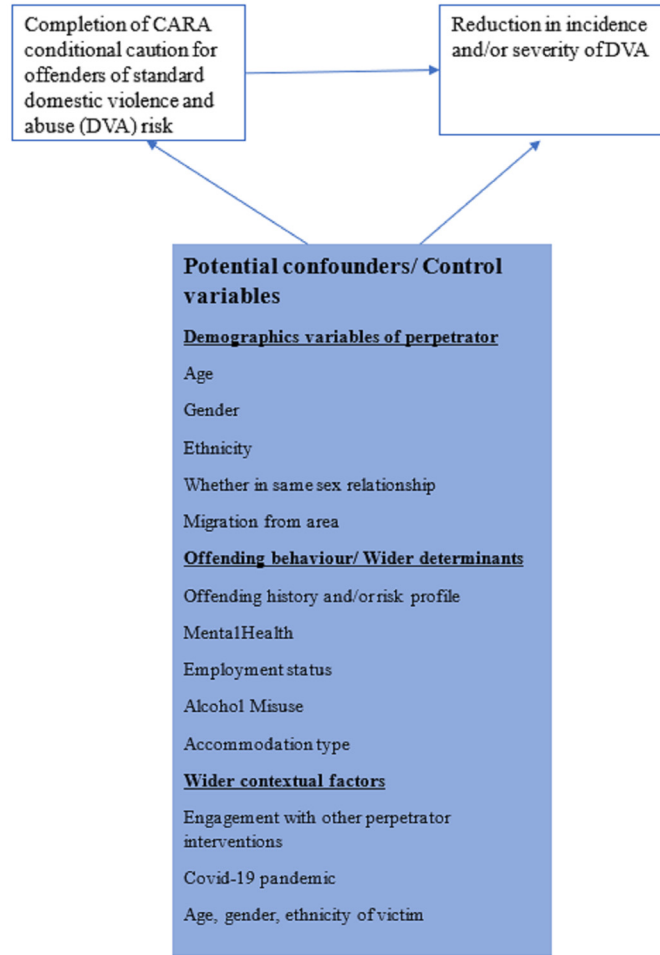 Completion of CARA
conditional caution for
offenders of standard
domestic violence and
abuse (DVA) risk
Reduction in incidence
and/or severity of DVA
Potential confounders/ Control
variables
Demographics variables of perpetrator
Age
Gender
Ethnicity
Whether in same sex relationship
Migration from area
Offending behaviour/ Wider determinants
Offending history and/or risk profile
Mental Health
Employment status
Alcohol Misuse
Accommodation type
Wider contextual factors
Engagement with other perpetrator
interventions
Covid-19 pandemic
Age, gender, ethnicity of victim